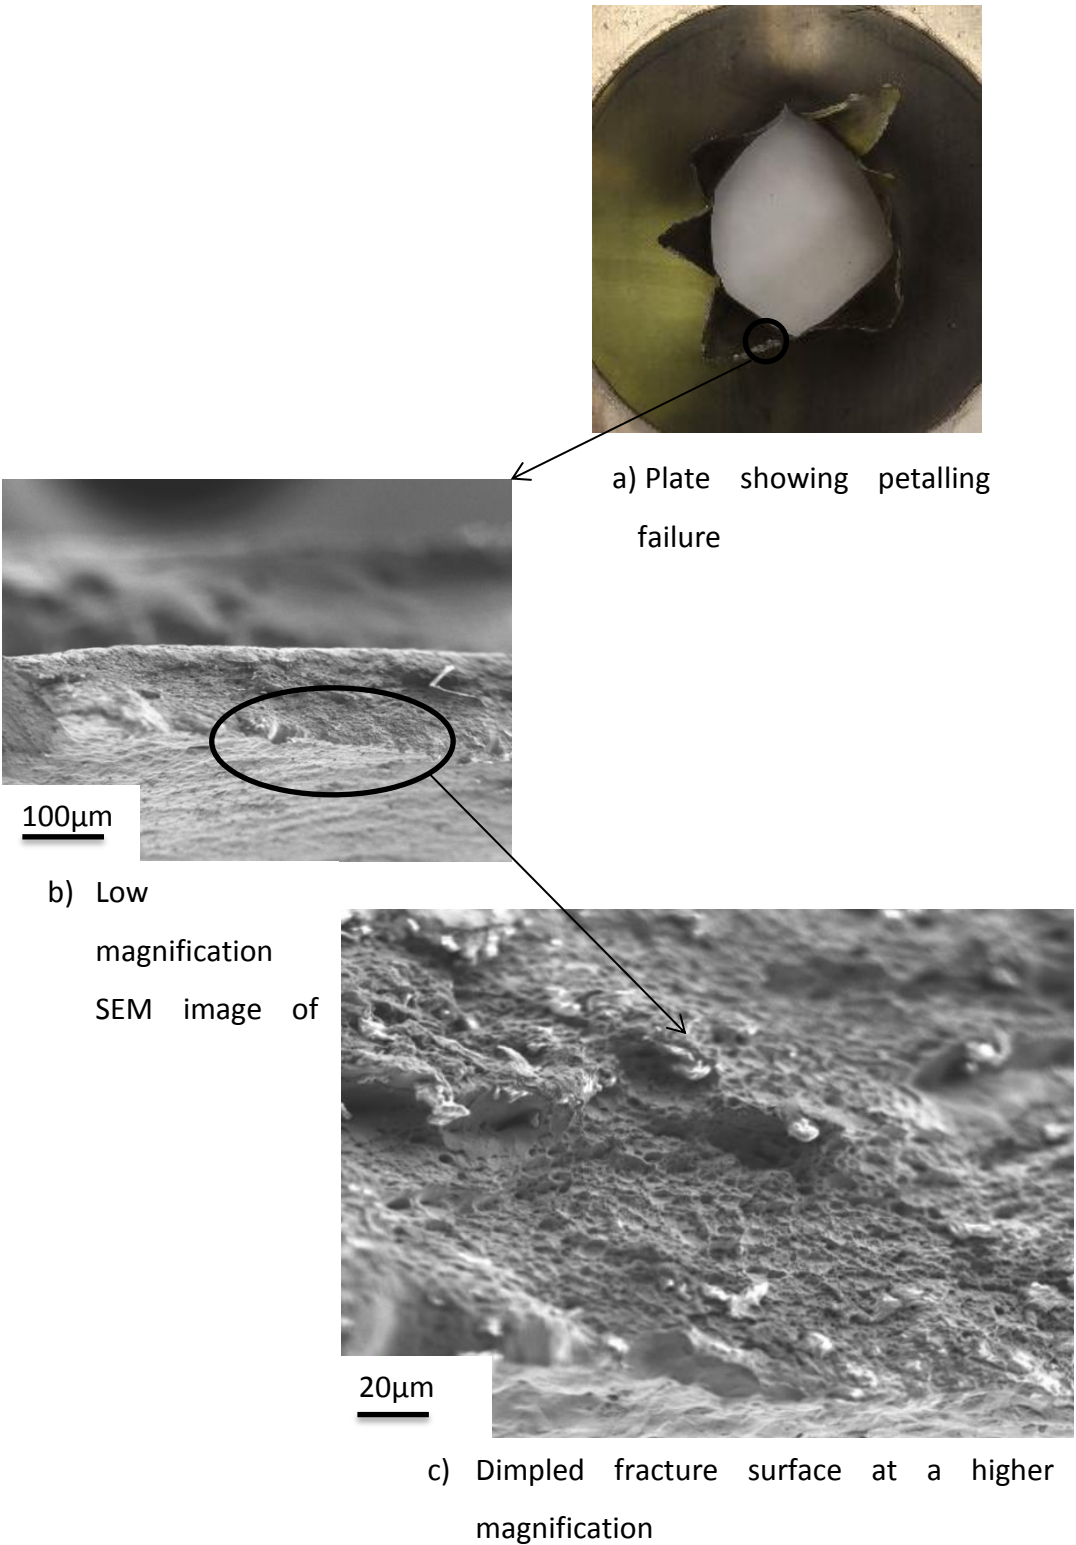 a) Plate showing petalling
failure
100µm
b) Low
magnification
SEM image of
20µm
c) Dimpled fracture surface at a higher
magnification